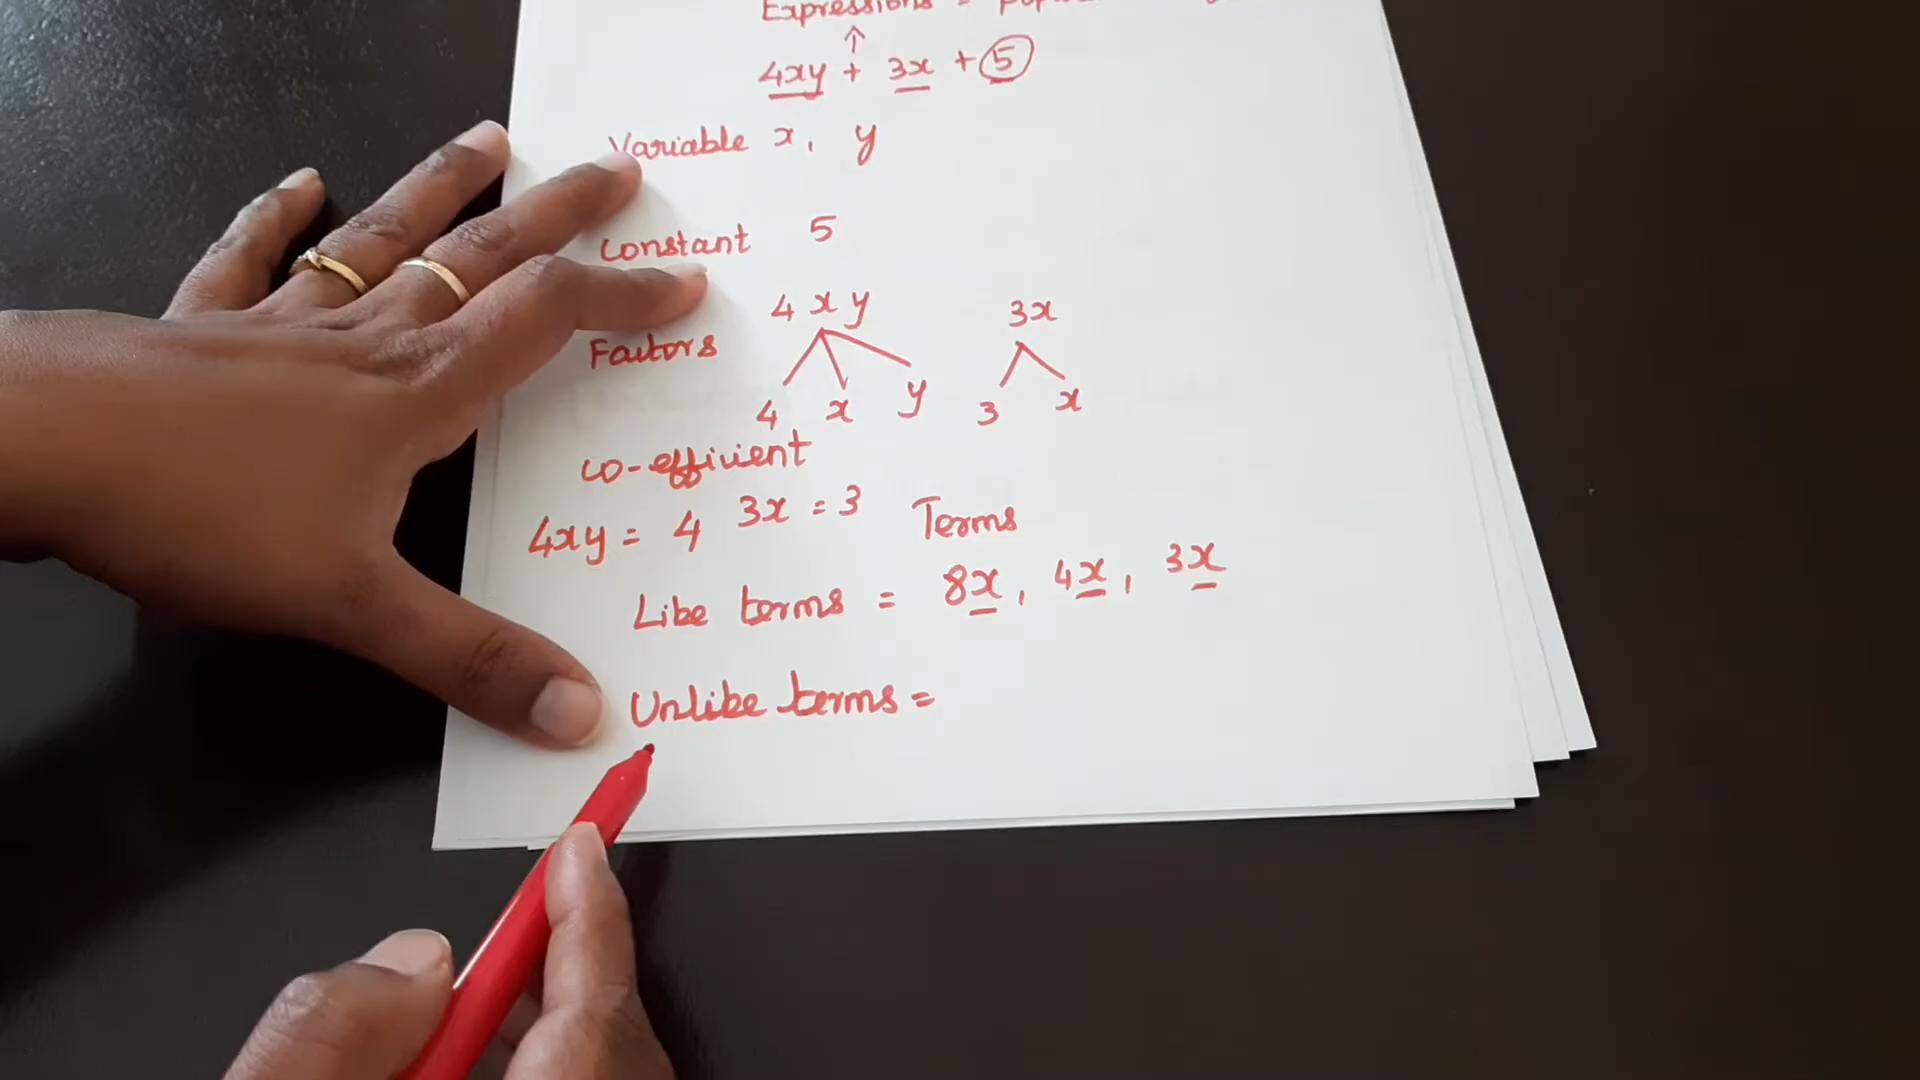 Expressions =
4xy + 3x + 5
Variable x, y
Constant 5
4 x y 3x
Factors
4 x y 3 x
co-efficient
4xy = 4 3x = 3 Terms
Like terms = 8x, 4x, 3x
Unlike terms =